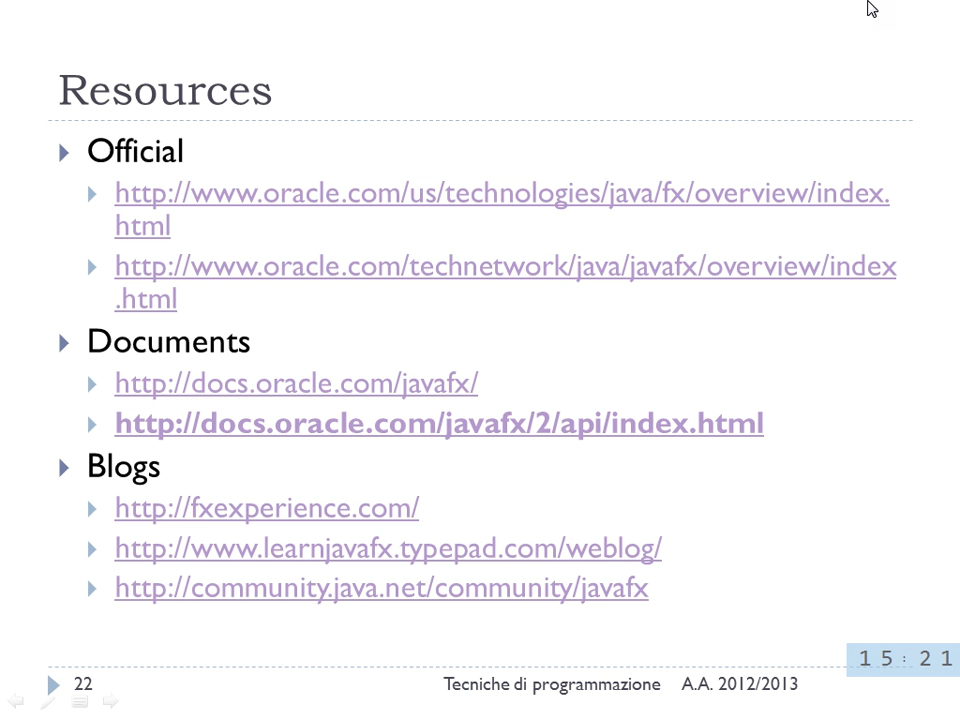 Resources
Official
http://www.oracle.com/us/technologies/java/fx/overview/index.
html
http://www.oracle.com/technetwork/java/javafx/overview/index
.html
Documents
http://docs.oracle.com/javafx/
http://docs.oracle.com/javafx/2/api/index.html
Blogs
http://fxexperience.com/
http://www.learnjavafx.typepad.com/weblog/
http://community.java.net/community/javafx
15:21
22 Tecniche di programmazione A.A. 2012/2013